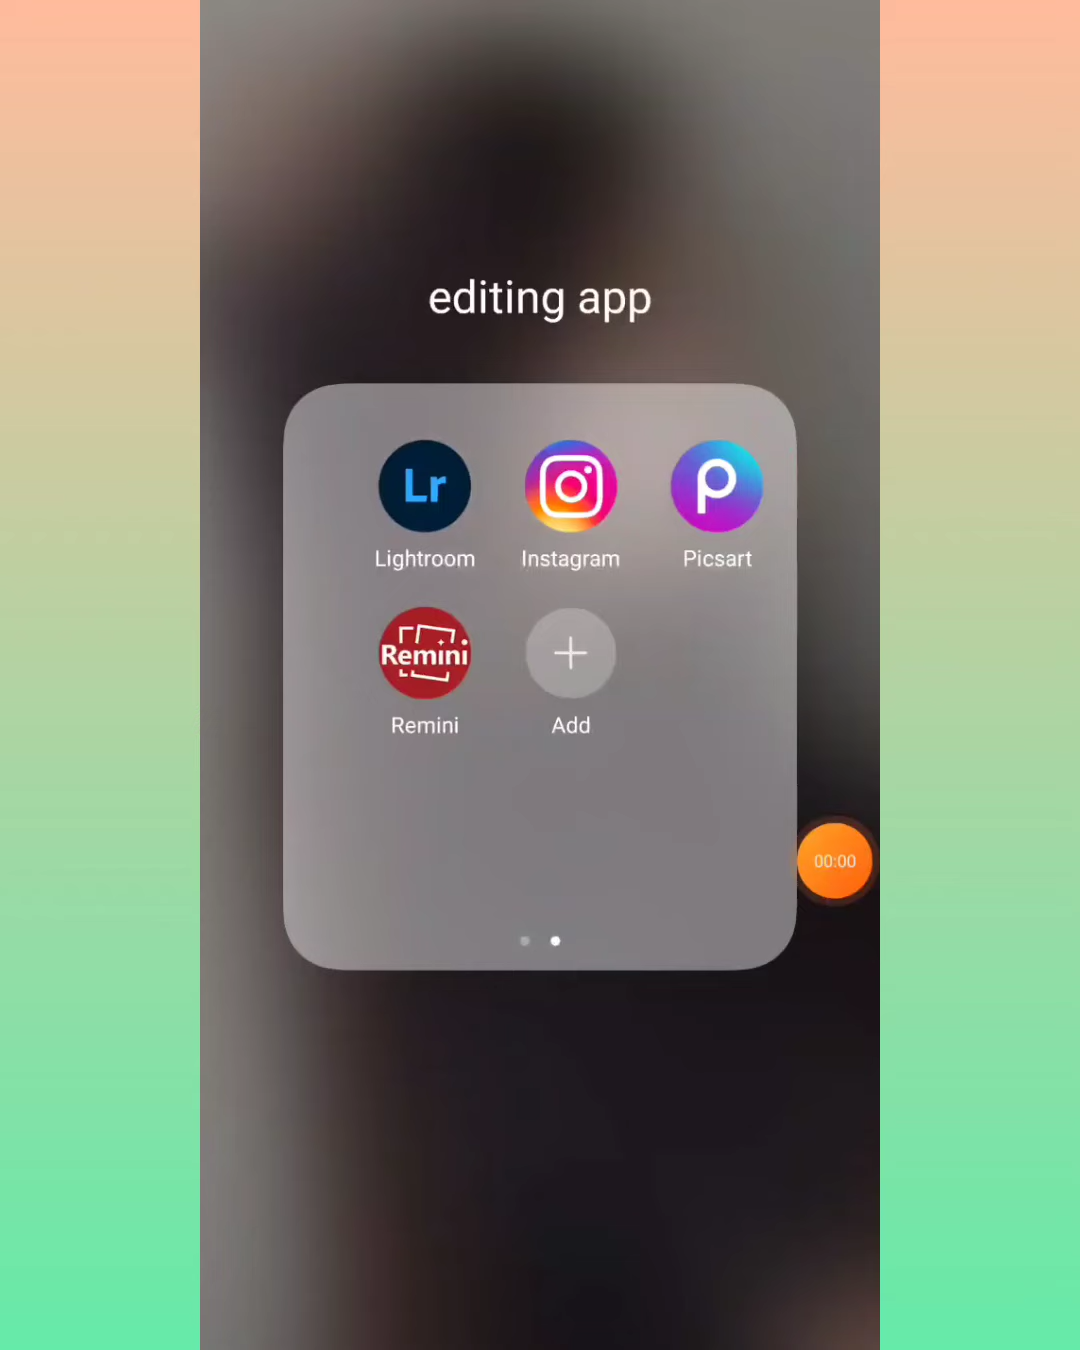 editing app
Lr
Lightroom
Instagram
Picsart
Remini
Remini
Add
00:00